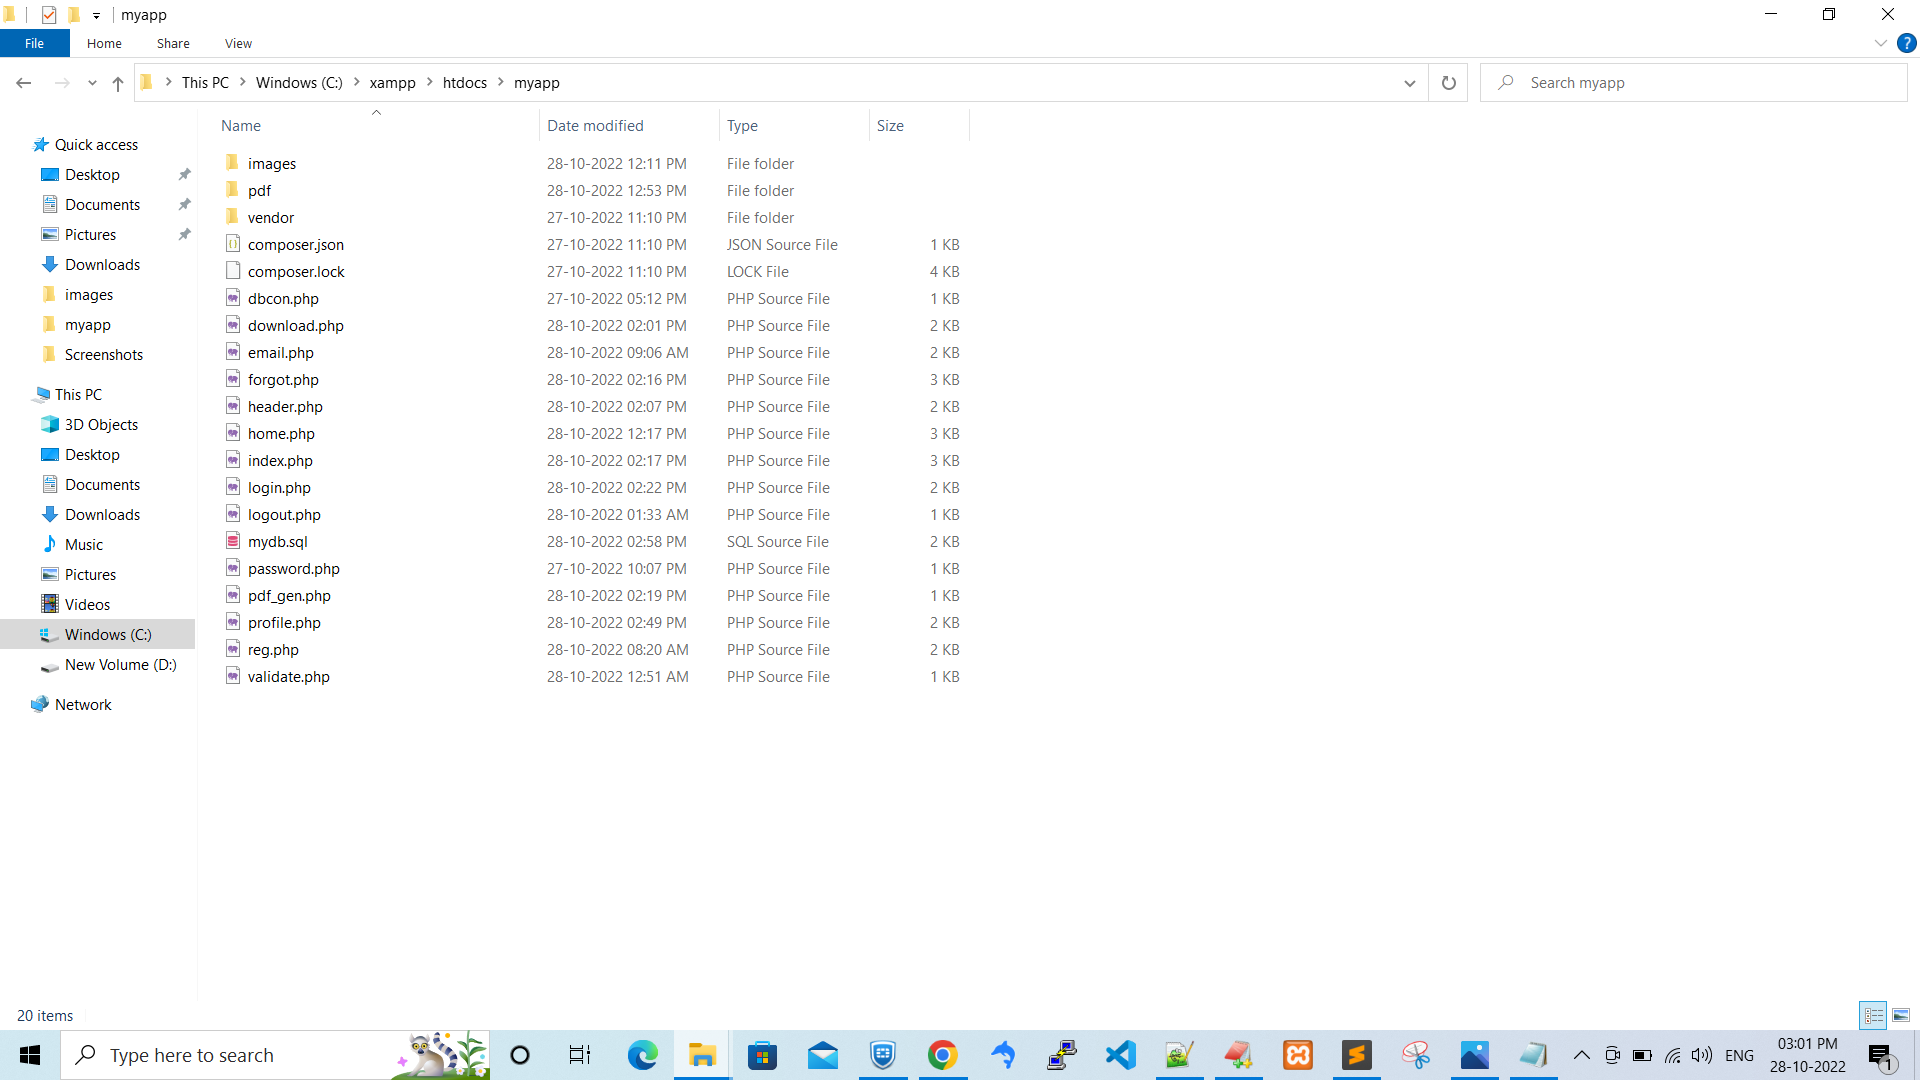 myapp
File Home Share View
This PC Windows (C:) xampp htdocs myapp
Search myapp
Name Date modified Type Size
Quick access
Desktop
Documents
Pictures
Downloads
images
myapp
Screenshots
This PC
3D Objects
Desktop
Documents
Downloads
Music
Pictures
Videos
Windows (C:)
New Volume (D:)
Network
images 28-10-2022 12:11 PM File folder
pdf 28-10-2022 12:53 PM File folder
vendor 27-10-2022 11:10 PM File folder
composer.json 27-10-2022 11:10 PM JSON Source File 1 KB
composer.lock 27-10-2022 11:10 PM LOCK File 4 KB
dbcon.php 27-10-2022 05:12 PM PHP Source File 1 KB
download.php 28-10-2022 02:01 PM PHP Source File 2 KB
email.php 28-10-2022 09:06 AM PHP Source File 2 KB
forgot.php 28-10-2022 02:16 PM PHP Source File 3 KB
header.php 28-10-2022 02:07 PM PHP Source File 2 KB
home.php 28-10-2022 12:17 PM PHP Source File 3 KB
index.php 28-10-2022 02:17 PM PHP Source File 3 KB
login.php 28-10-2022 02:22 PM PHP Source File 2 KB
logout.php 28-10-2022 01:33 AM PHP Source File 1 KB
mydb.sql 28-10-2022 02:58 PM SQL Source File 2 KB
password.php 27-10-2022 10:07 PM PHP Source File 1 KB
pdf_gen.php 28-10-2022 02:19 PM PHP Source File 1 KB
profile.php 28-10-2022 02:49 PM PHP Source File 2 KB
reg.php 28-10-2022 08:20 AM PHP Source File 2 KB
validate.php 28-10-2022 12:51 AM PHP Source File 1 KB
20 items
Type here to search
ENG
03:01 PM
28-10-2022
1